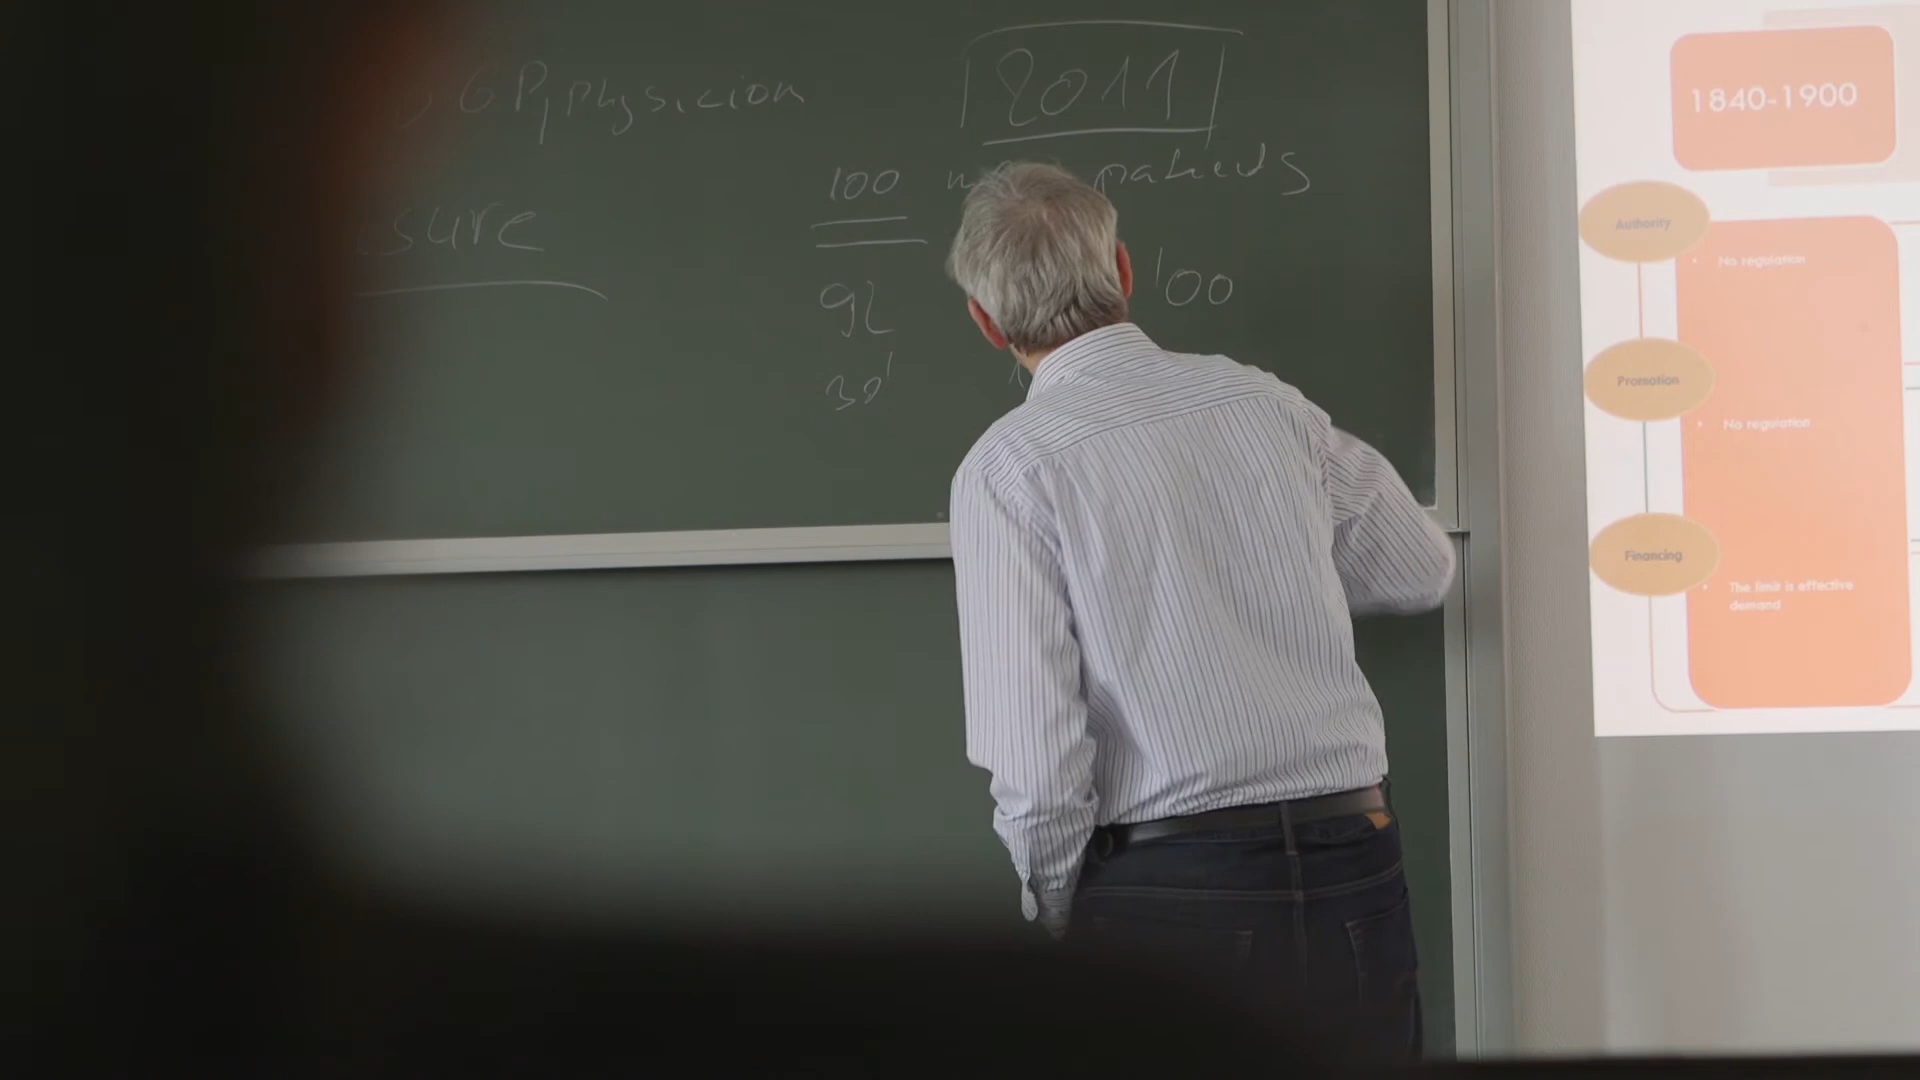 GP, physicion
2011
100
patients
sure
92
100
30'
1840-1900
Authority
• No regulation
Promotion
• No regulation
Financing
• The limit is effective
demand